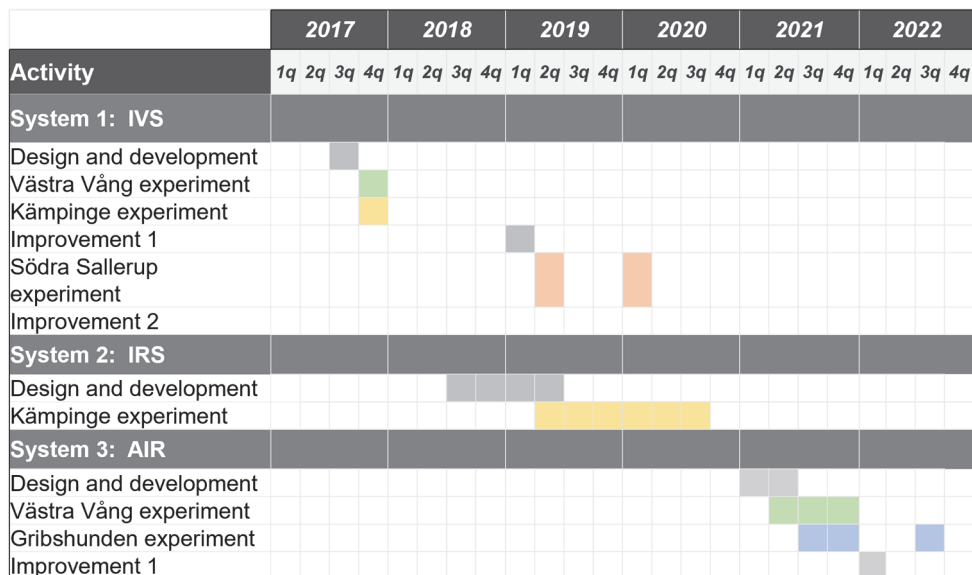 2017 2018 2019 2020 2021 2022
Activity 1q 2q 3q 4q 1q 2q 3q 4q 1q 2q 3q 4q 1q 2q 3q 4q 1q 2q 3q 4q 1q 2q 3q 4q
System 1: IVS
Design and development
Västra Vång experiment
Kämpinge experiment
Improvement 1
Södra Sallerup
experiment
Improvement 2
System 2: IRS
Design and development
Kämpinge experiment
System 3: AIR
Design and development
Västra Vång experiment
Gribshunden experiment
Improvement 1